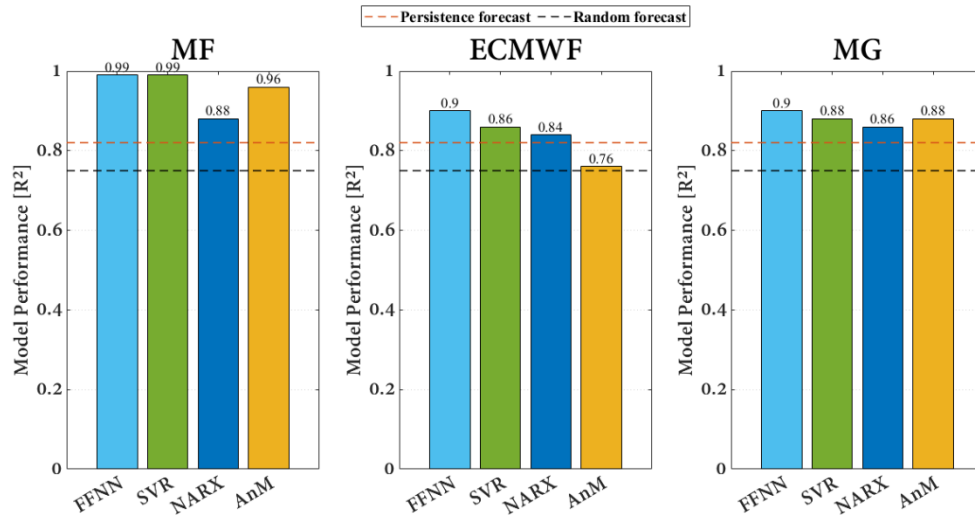 Persistence forecast
Random forecast
MF
Model Performance [R²]
1
0.8
0.6
0.4
0.2
0
0.99
0.99
0.88
0.96
FFNN
SVR
NARX
AnM
ECMWF
Model Performance [R²]
1
0.8
0.6
0.4
0.2
0
0.9
0.86
0.84
0.76
FFNN
SVR
NARX
AnM
MG
Model Performance [R²]
1
0.8
0.6
0.4
0.2
0
0.9
0.88
0.86
0.88
FFNN
SVR
NARX
AnM